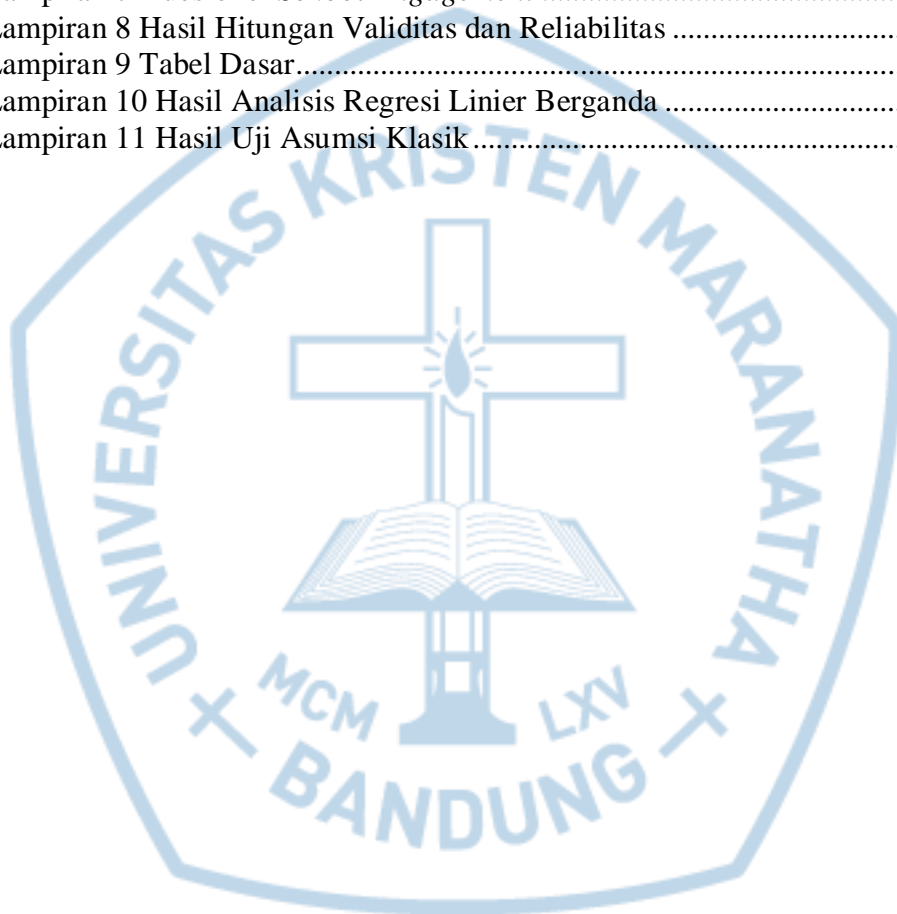 Lampiran 8 Hasil Hitungan Validitas dan Reliabilitas ............................
Lampiran 9 Tabel Dasar...................................................................
Lampiran 10 Hasil Analisis Regresi Linier Berganda ............................
Lampiran 11 Hasil Uji Asumsi Klasik ...................................................
UNIVERSITAS KRISTEN MARANATHA
MCM LXV
BANDUNG